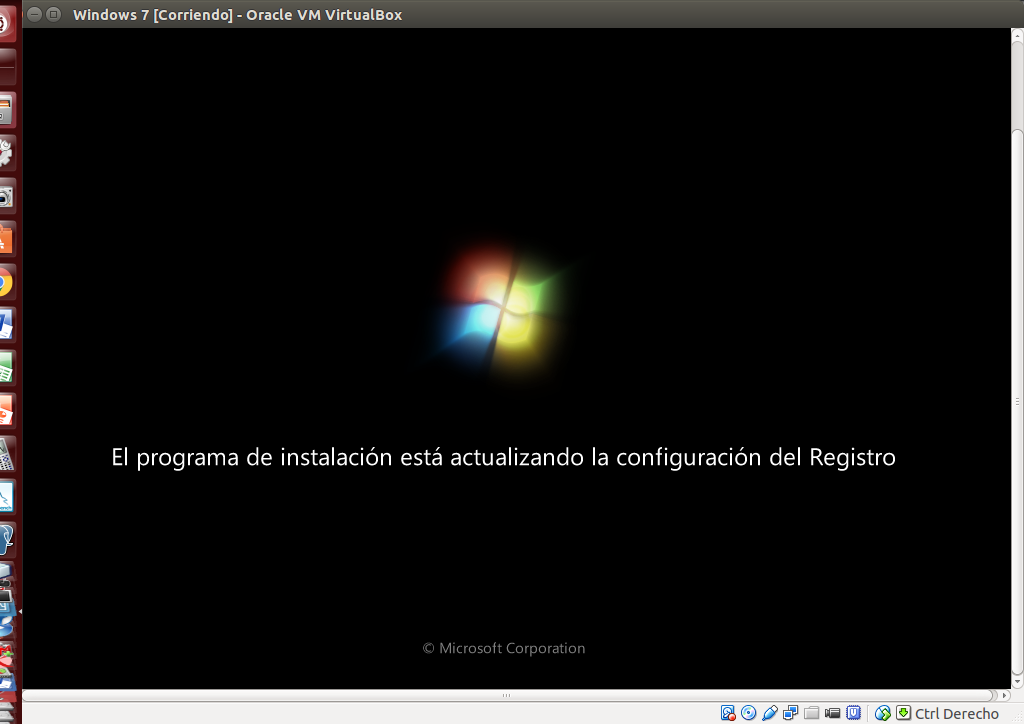 Windows 7 [Corriendo] - Oracle VM VirtualBox
El programa de instalación está actualizando la configuración del Registro
© Microsoft Corporation
Ctrl Derecho